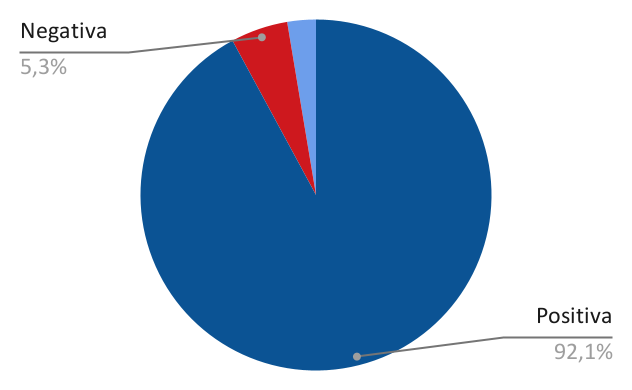 Negativa
5,3%
Positiva
92,1%